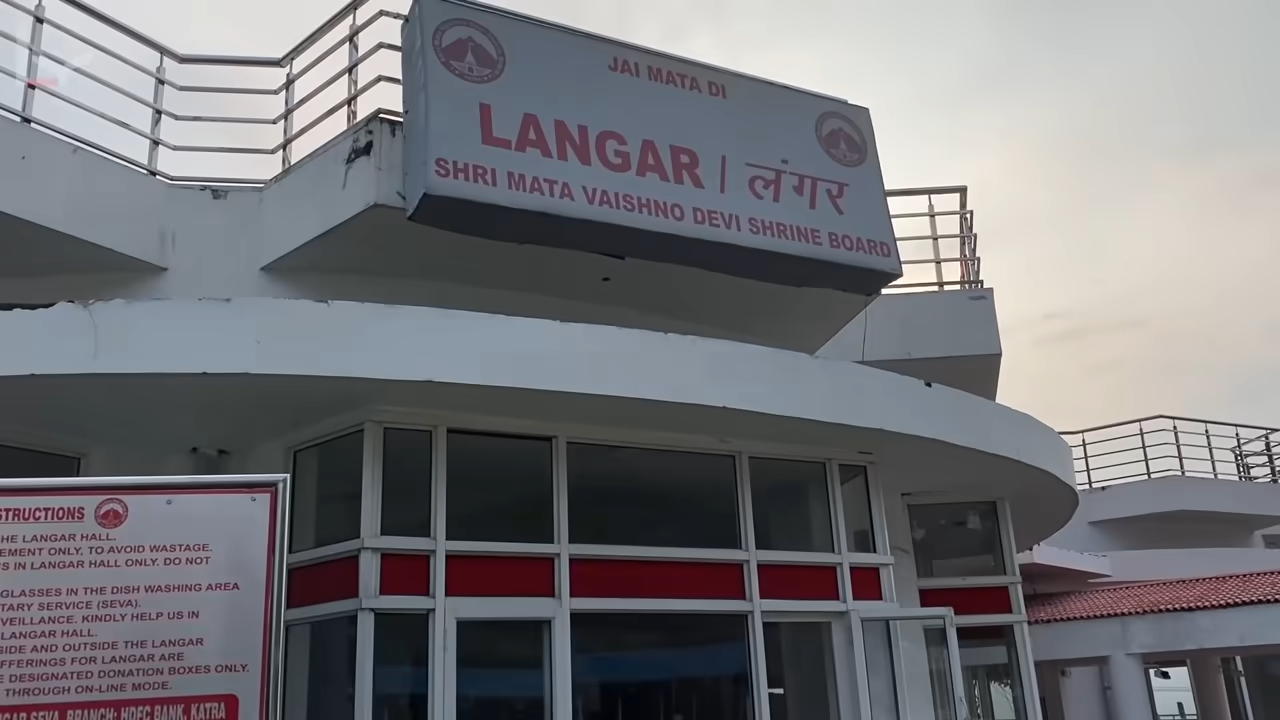 JAI MATA DI
LANGAR | लंगर
SHRI MATA VAISHNO DEVI SHRINE BOARD
HE LANGAR HALL.
EMENT ONLY, TO AVOID WASTAGE.
S IN LANGAR HALL ONLY. DO NOT
GLASSES IN THE DISH WASHING AREA
TARY SERVICE (SEVA).
VEILLANCE. KINDLY HELP US IN
LANGAR HALL.
SIDE AND OUTSIDE THE LANGAR
FFERINGS FOR LANGAR ARE
E DESIGNATED DONATION BOXES ONLY.
THROUGH ON-LINE MODE.
GAR SEVA, BRANCH: HDFC BANK, KATRA